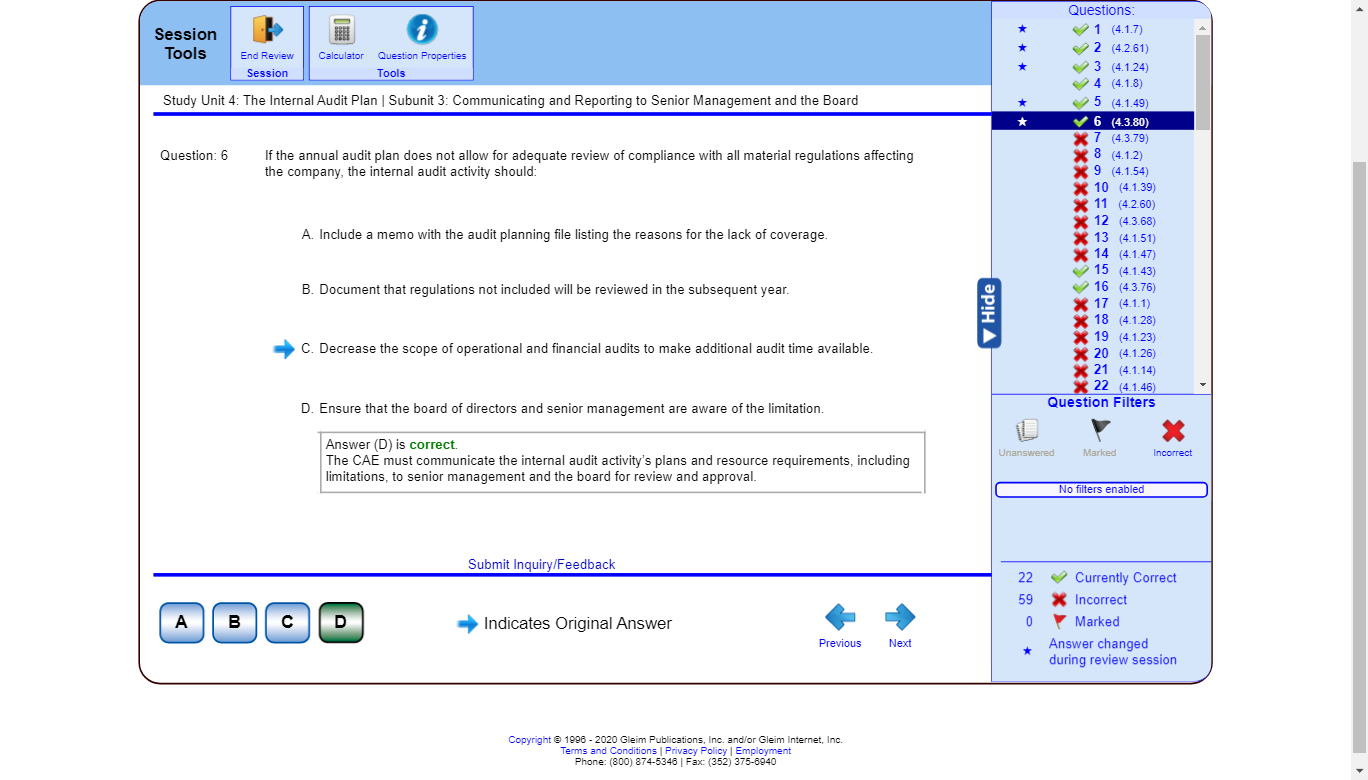 Session
Tools
End Review
Session
Calculator
Question Properties
Tools
Study Unit 4: The Internal Audit Plan | Subunit 3: Communicating and Reporting to Senior Management and the Board
Question: 6
If the annual audit plan does not allow for adequate review of compliance with all material regulations affecting
the company, the internal audit activity should:
A. Include a memo with the audit planning file listing the reasons for the lack of coverage.
B. Document that regulations not included will be reviewed in the subsequent year.
C. Decrease the scope of operational and financial audits to make additional audit time available.
D. Ensure that the board of directors and senior management are aware of the limitation.
Answer (D) is correct.
The CAE must communicate the internal audit activity's plans and resource requirements, including
limitations, to senior management and the board for review and approval.
Submit Inquiry/Feedback
A
B
C
D
Indicates Original Answer
Previous
Next
Hide
Questions:
1 (4.1.7)
2 (4.2.61)
3 (4.1.24)
4 (4.1.8)
5 (4.1.49)
6 (4.3.80)
7 (4.3.79)
8 (4.1.2)
9 (4.1.54)
10 (4.1.39)
11 (4.2.60)
12 (4.3.68)
13 (4.1.51)
14 (4.1.47)
15 (4.1.43)
16 (4.3.76)
17 (4.1.1)
18 (4.1.28)
19 (4.1.23)
20 (4.1.26)
21 (4.1.14)
22 (4.1.46)
Question Filters
Unanswered
Marked
Incorrect
No filters enabled
22 Currently Correct
59 Incorrect
0 Marked
Answer changed
during review session
Copyright © 1996 - 2020 Gleim Publications, Inc. and/or Gleim Internet, Inc.
Terms and Conditions | Privacy Policy | Employment
Phone: (800) 874-5346 | Fax: (352) 375-6940